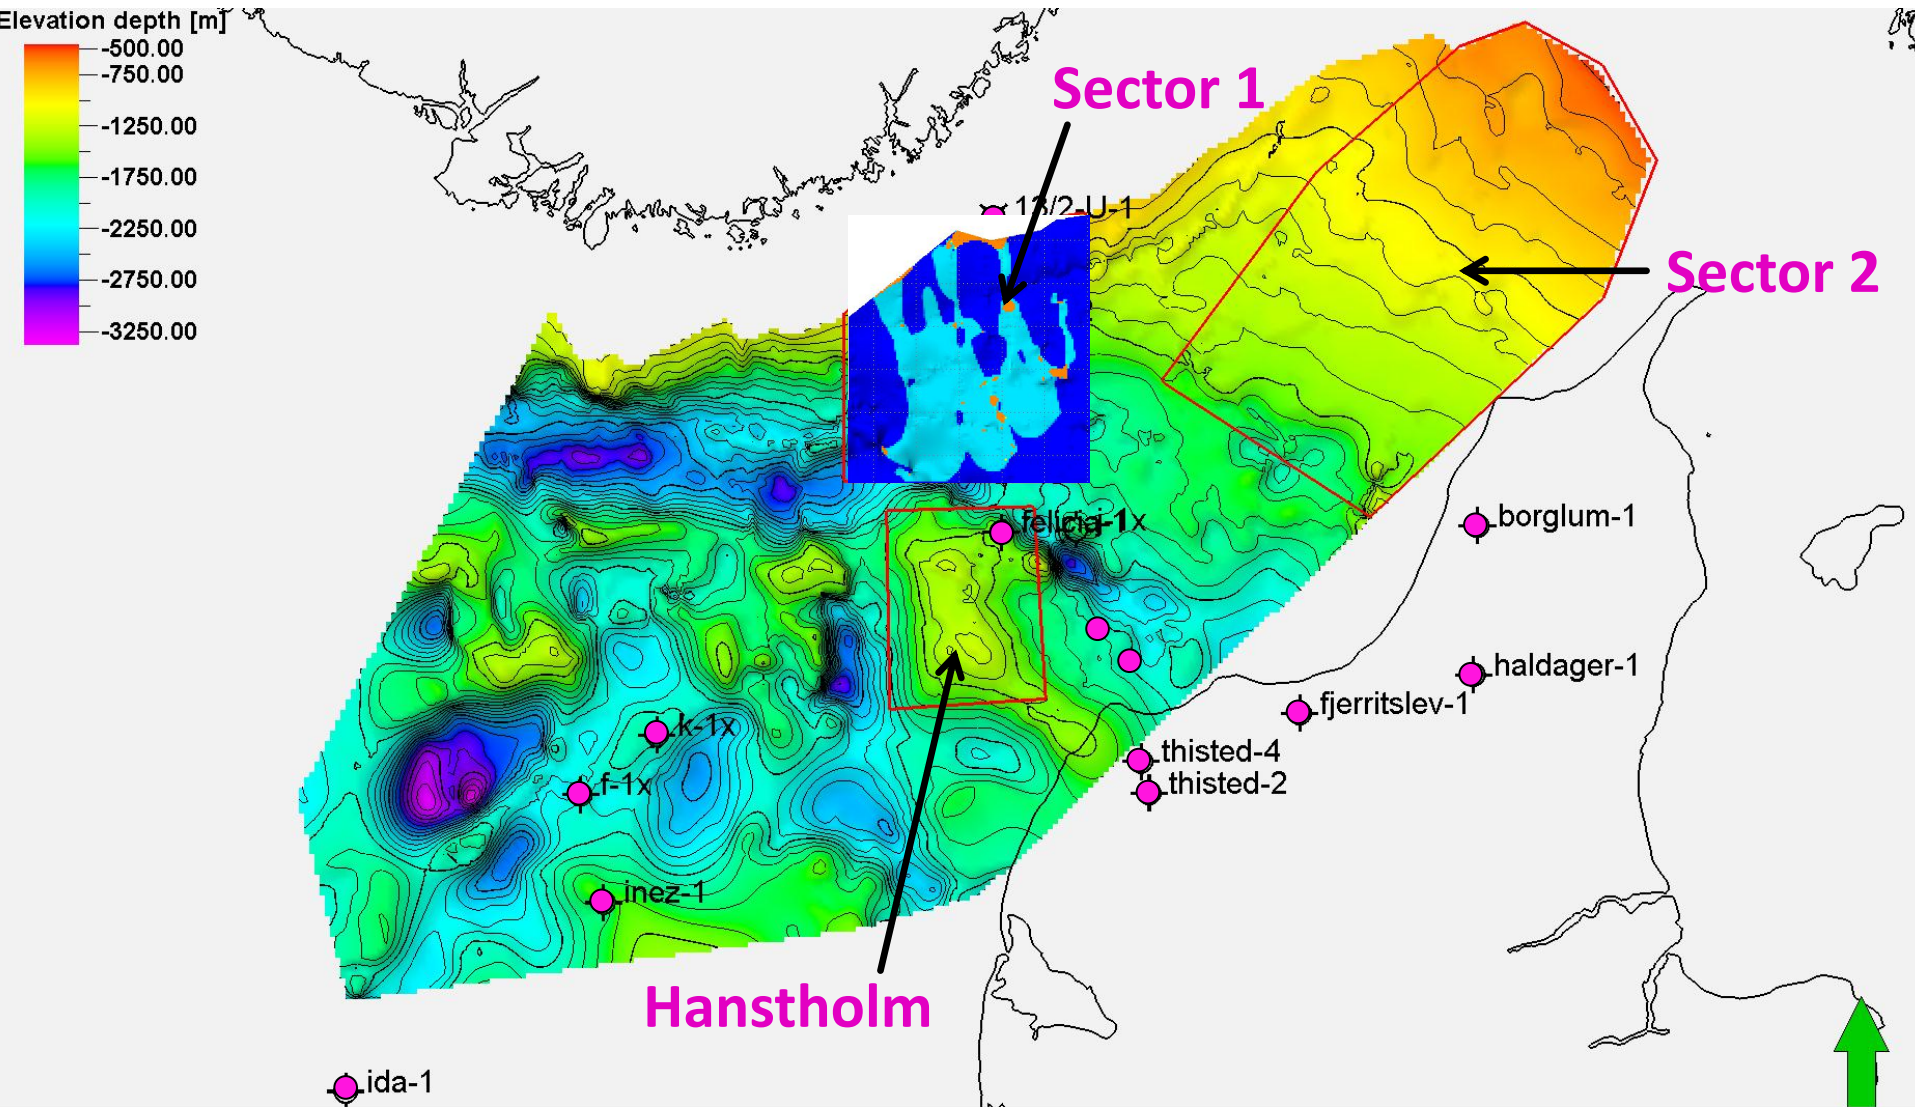 Elevation depth [m]
-500.00
-750.00
-1250.00
-1750.00
-2250.00
-2750.00
-3250.00
Sector 1
13/2-U-1
Sector 2
felicia-1x
j-1x
borglum-1
haldager-1
fjerritslev-1
k-1x
thisted-4
thisted-2
f-1x
inez-1
Hanstholm
ida-1